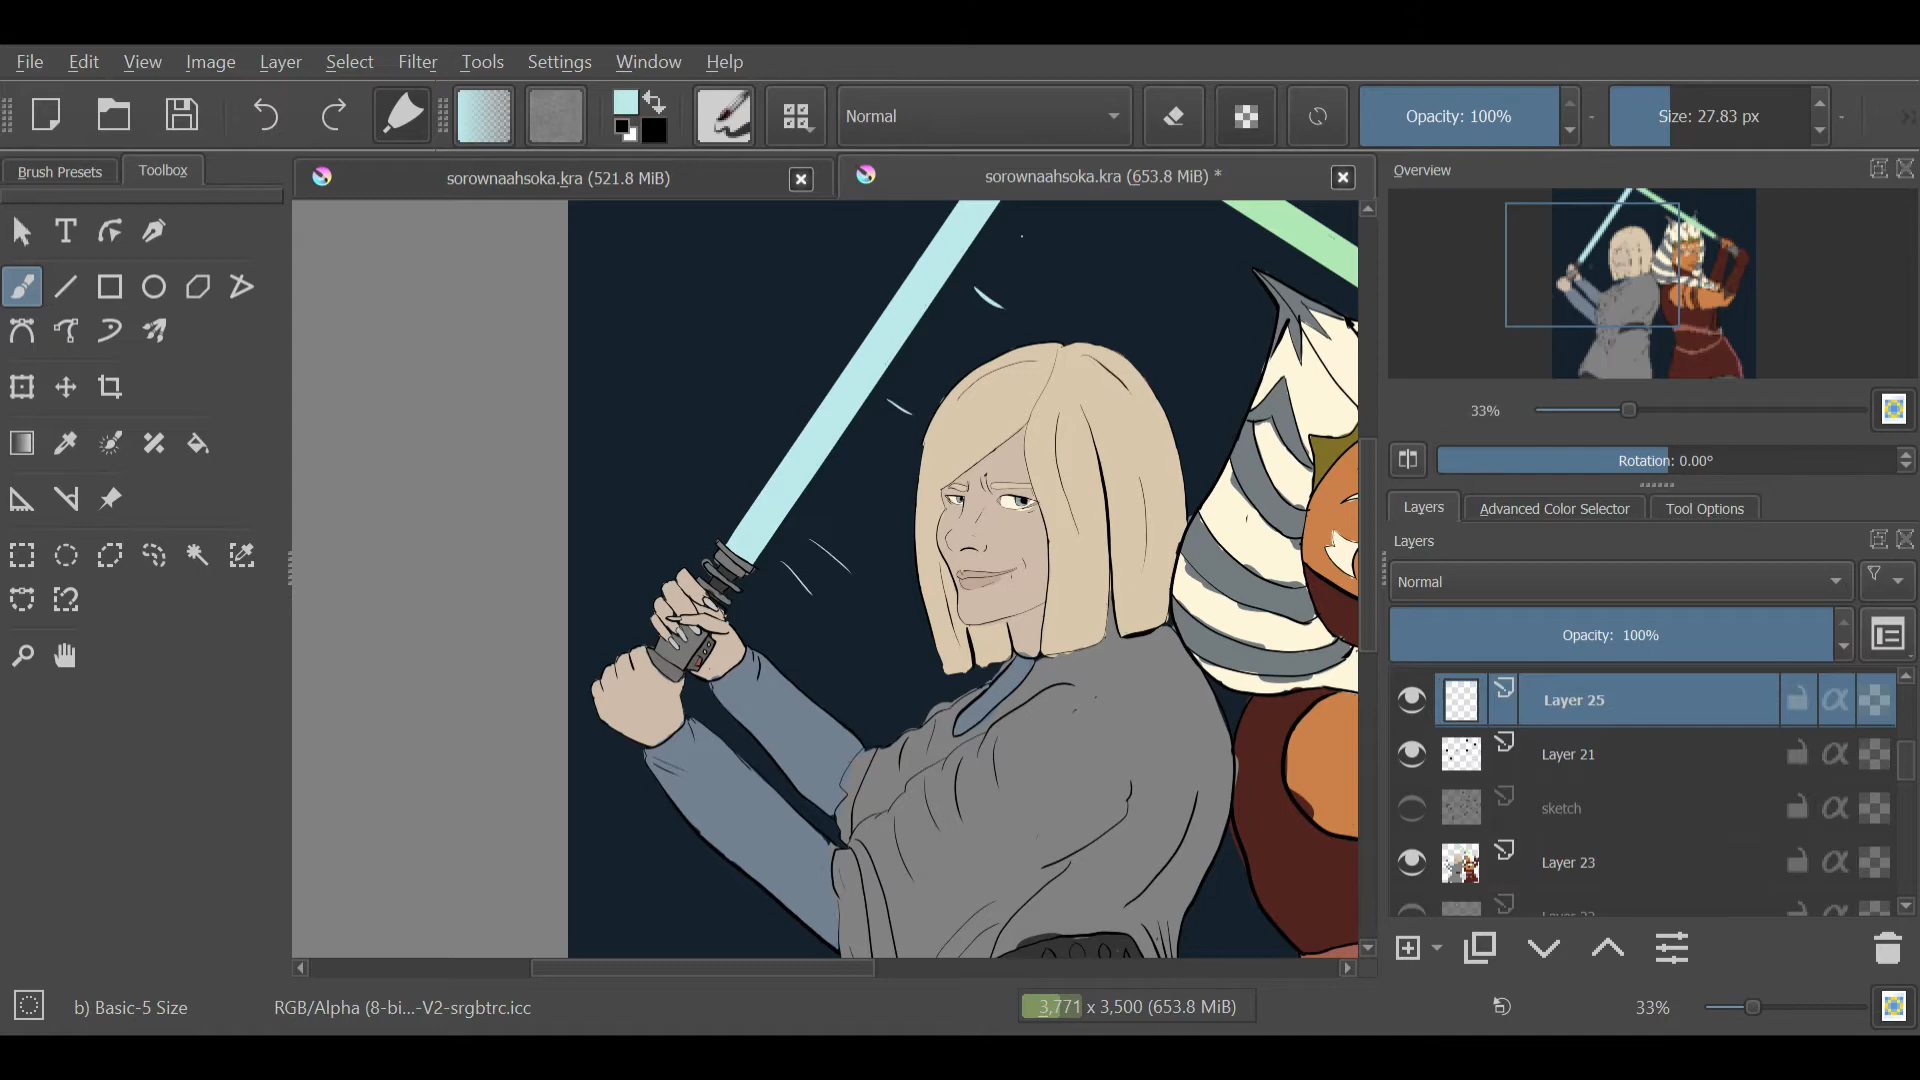 File Edit View Image Layer Select Filter Tools Settings Window Help
Normal Opacity: 100% Size: 27.83 px
Brush Presets Toolbox sorownaahsoka.kra (521.8 MiB) sorownaahsoka.kra (653.8 MiB) * Overview
33%
Rotation: 0.00°
Layers Advanced Color Selector Tool Options
Layers
Normal
Opacity: 100%
Layer 25
Layer 21
sketch
Layer 23
b) Basic-5 Size RGB/Alpha (8-bi...-V2-srgbtrc.icc 3,771 x 3,500 (653.8 MiB) 33%